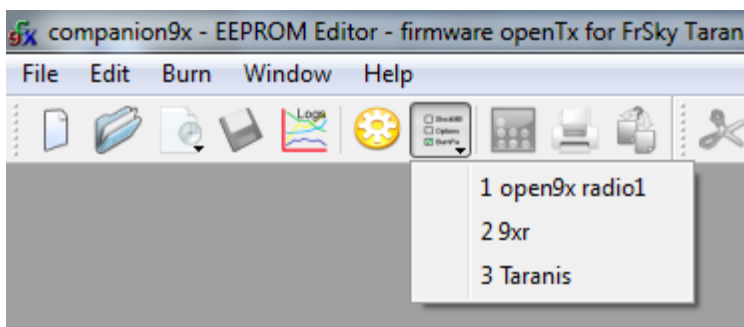 companion9x - EEPROM Editor - firmware openTx for FrSky Taran
File Edit Burn Window Help
Logs
1 open9x radio1
2 9xr
3 Taranis